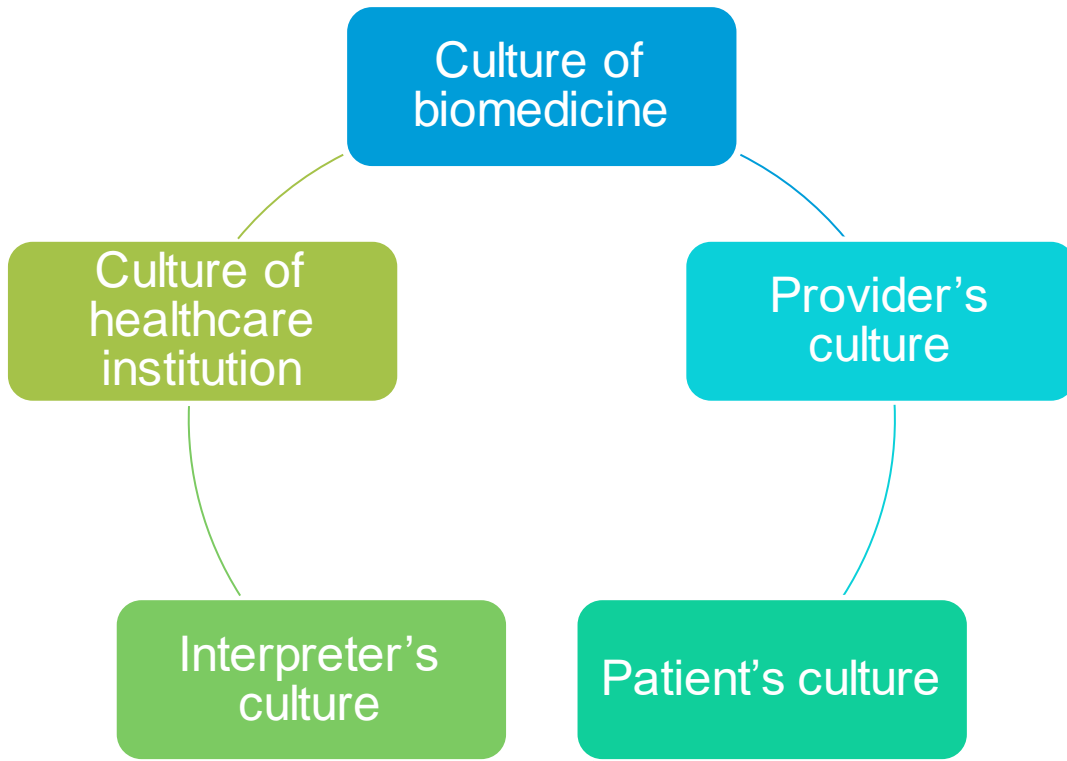 Culture of
biomedicine
Culture of
healthcare
institution
Provider’s
culture
Interpreter’s
culture
Patient’s culture